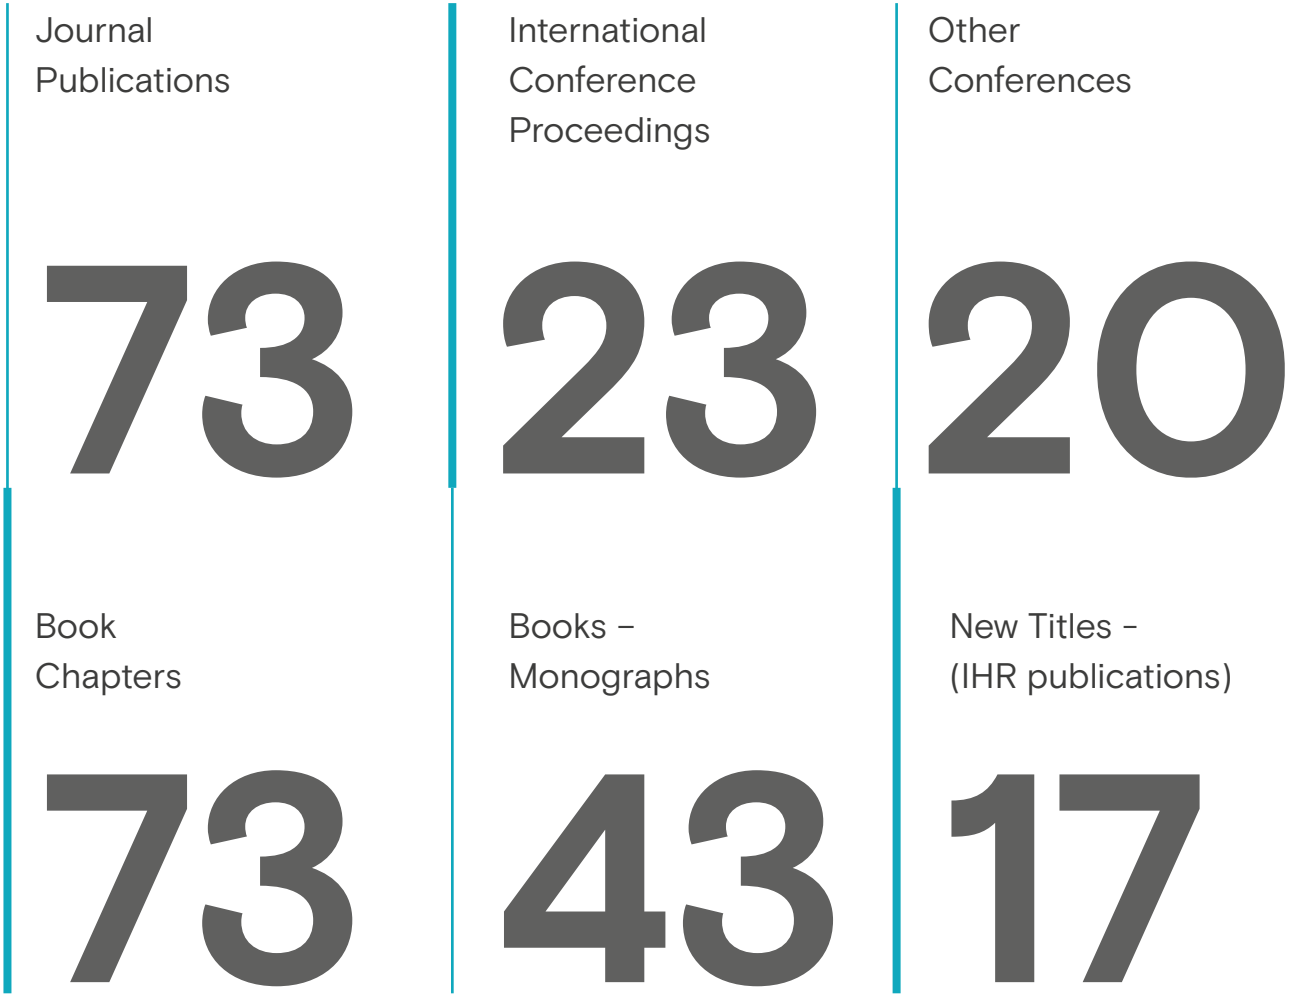 Journal
Publications
73
International
Conference
Proceedings
23
Other
Conferences
20
Book
Chapters
73
Books –
Monographs
43
New Titles –
(IHR publications)
17